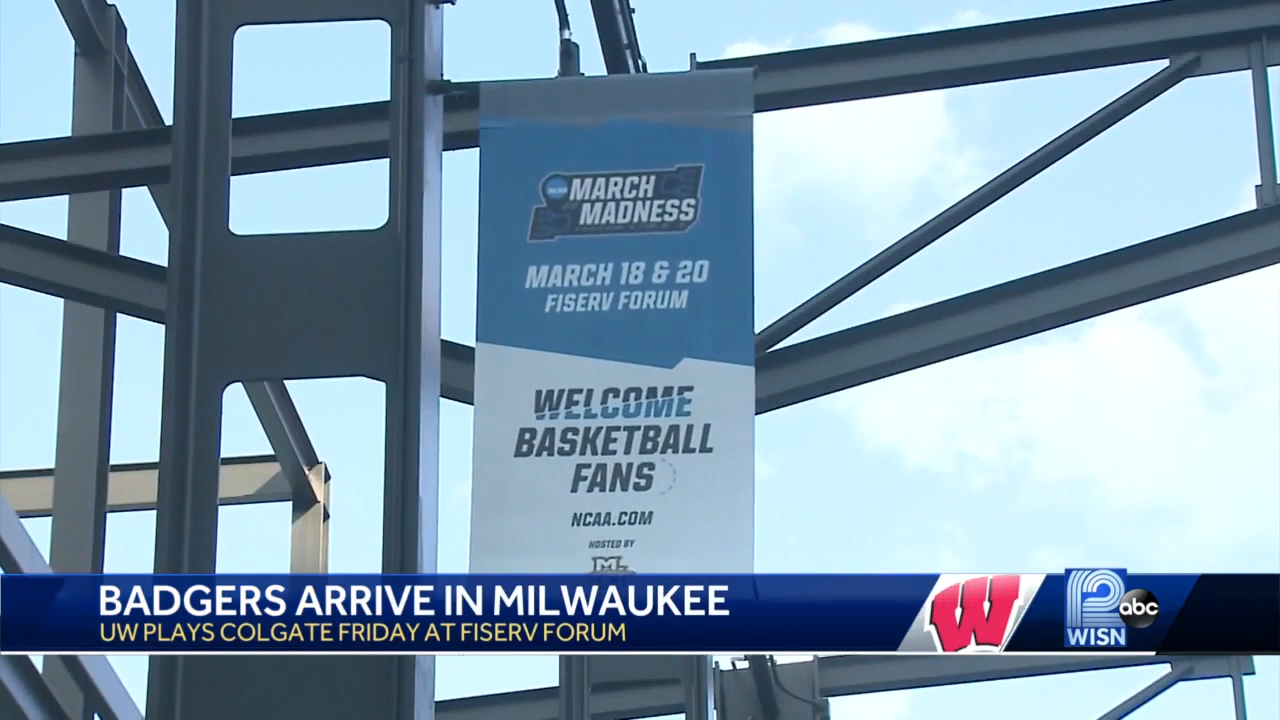 NCAA
MARCH
MADNESS
MARCH 18 & 20
FISERV FORUM
WELCOME
BASKETBALL
FANS
NCAA.COM
HOSTED BY
BADGERS ARRIVE IN MILWAUKEE
UW PLAYS COLGATE FRIDAY AT FISERV FORUM
W
12
abc
WISN